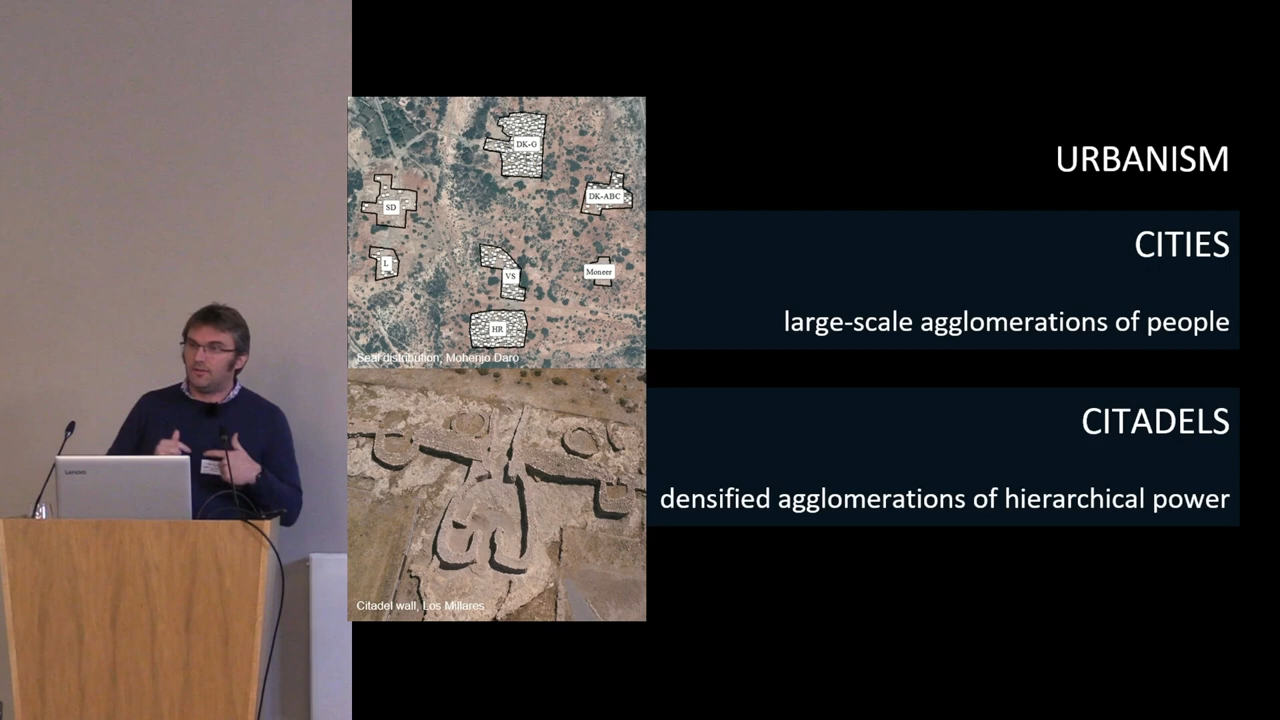 DK-G
DK-ABC
SD
L
VS
Moneer
HR
Seal distribution, Mohenjo Daro
Citadel wall, Los Millares
URBANISM
CITIES
large-scale agglomerations of people
CITADELS
densified agglomerations of hierarchical power
Lenovo